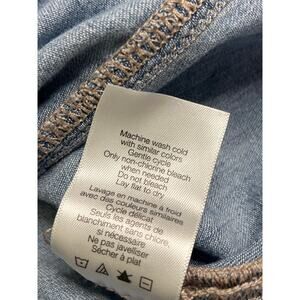 Machine wash cold
with similar colors
Gentle cycle
Only non-chlorine bleach
when needed
Do not bleach
Lay flat to dry
Lavage en machine à froid
avec des couleurs similaires
Cycle délicat
Seuls les agents de
blanchiment sans chlore,
si nécessaire
Ne pas javelliser
Sécher à plat